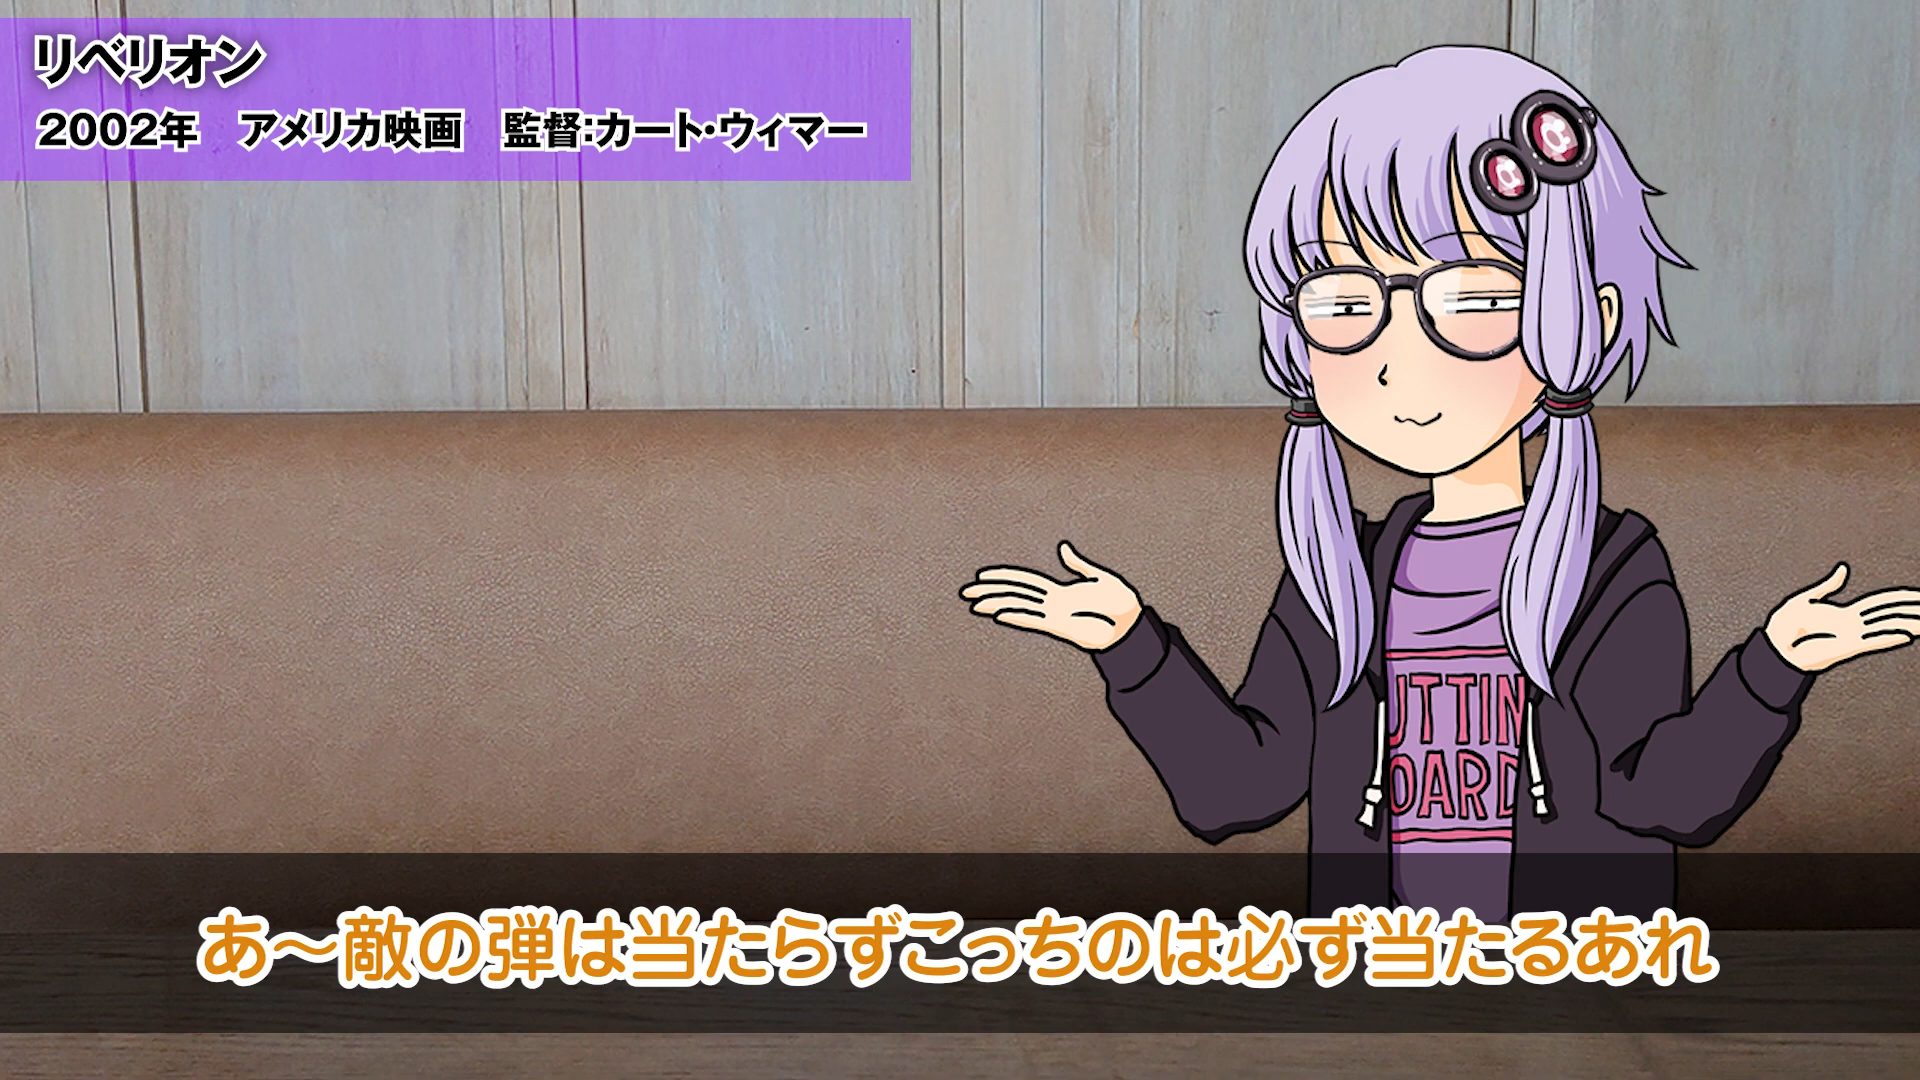 リベリオン
2002年　アメリカ映画　監督：カート・ウィマー
UTTIN
OARD
あ～敵の弾は当たらずこっちのは必ず当たるあれ